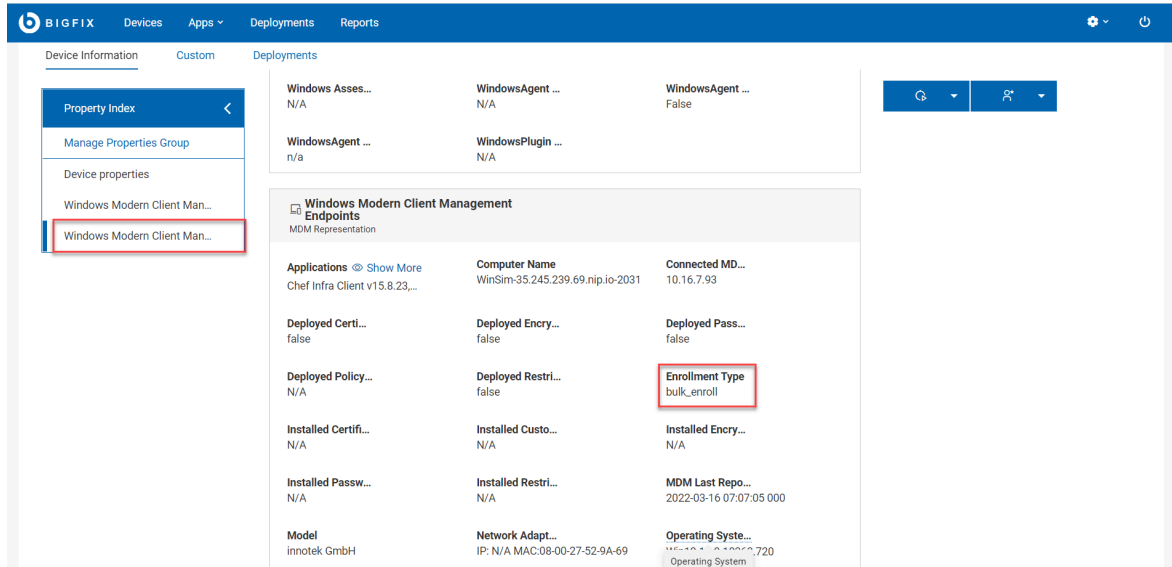 BIGFIX Devices Apps Deployments Reports
Device Information Custom Deployments
Property Index
Manage Properties Group
Device properties
Windows Modern Client Man...
Windows Modern Client Man...
Windows Asses... WindowsAgent ... WindowsAgent ...
N/A N/A False
WindowsAgent ... WindowsPlugin ...
n/a N/A
Windows Modern Client Management
Endpoints
MDM Representation
Applications Show More Computer Name Connected MD...
Chef Infra Client v15.8.23,... WinSim-35.245.239.69.nip.io-2031 10.16.7.93
Deployed Certi... Deployed Encry... Deployed Pass...
false false false
Deployed Policy... Deployed Restri... Enrollment Type
N/A false bulk_enroll
Installed Certifi... Installed Custo... Installed Encry...
N/A N/A N/A
Installed Passw... Installed Restri... MDM Last Repo...
N/A N/A 2022-03-16 07:07:05 000
Model Network Adapt... Operating Syste...
innotek GmbH IP: N/A MAC:08-00-27-52-9A-69
Operating System